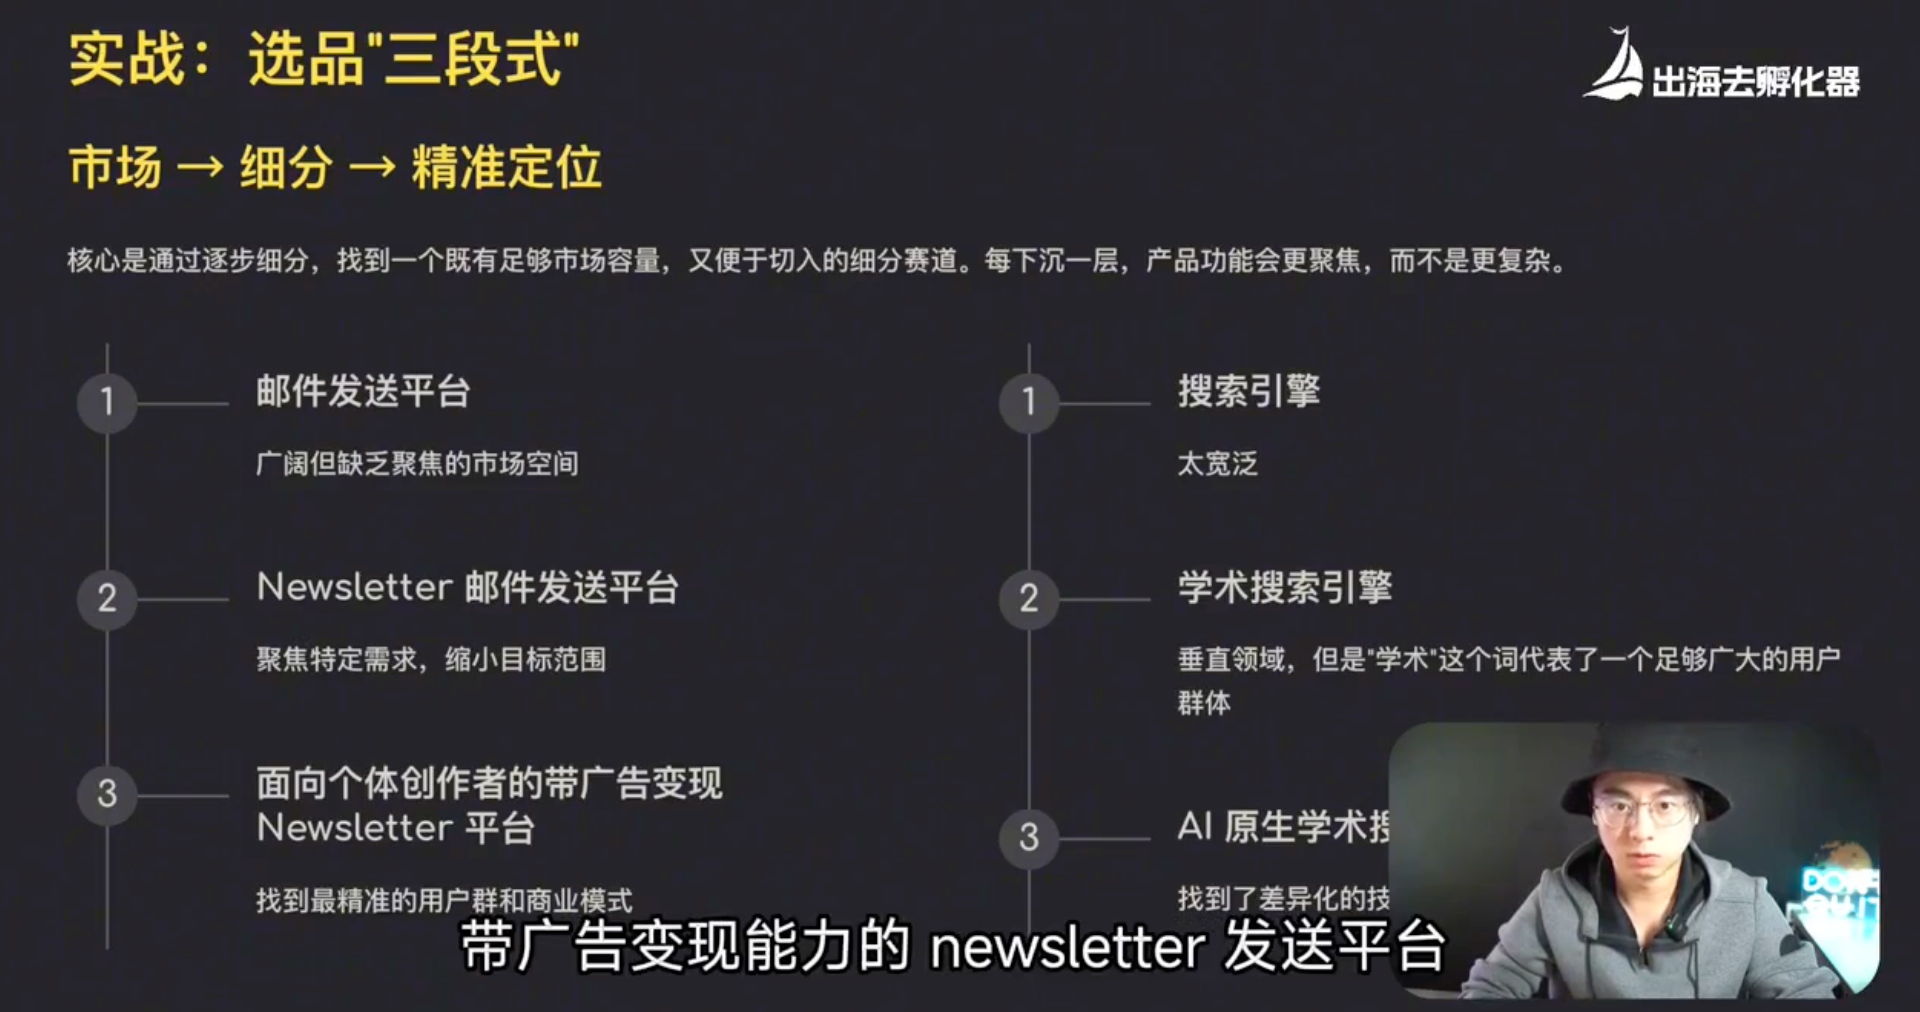 实战：选品"三段式"
出海去孵化器
市场 → 细分 → 精准定位
核心是通过逐步细分，找到一个既有足够市场容量，又便于切入的细分赛道。每下沉一层，产品功能会更聚焦，而不是更复杂。
1
邮件发送平台
广阔但缺乏聚焦的市场空间
2
Newsletter 邮件发送平台
聚焦特定需求，缩小目标范围
3
面向个体创作者的带广告变现
Newsletter 平台
找到最精准的用户群和商业模式
1
搜索引擎
太宽泛
2
学术搜索引擎
垂直领域，但是"学术"这个词代表了一个足够广大的用户
群体
3
AI 原生学术搜
找到了差异化的技
带广告变现能力的 newsletter 发送平台